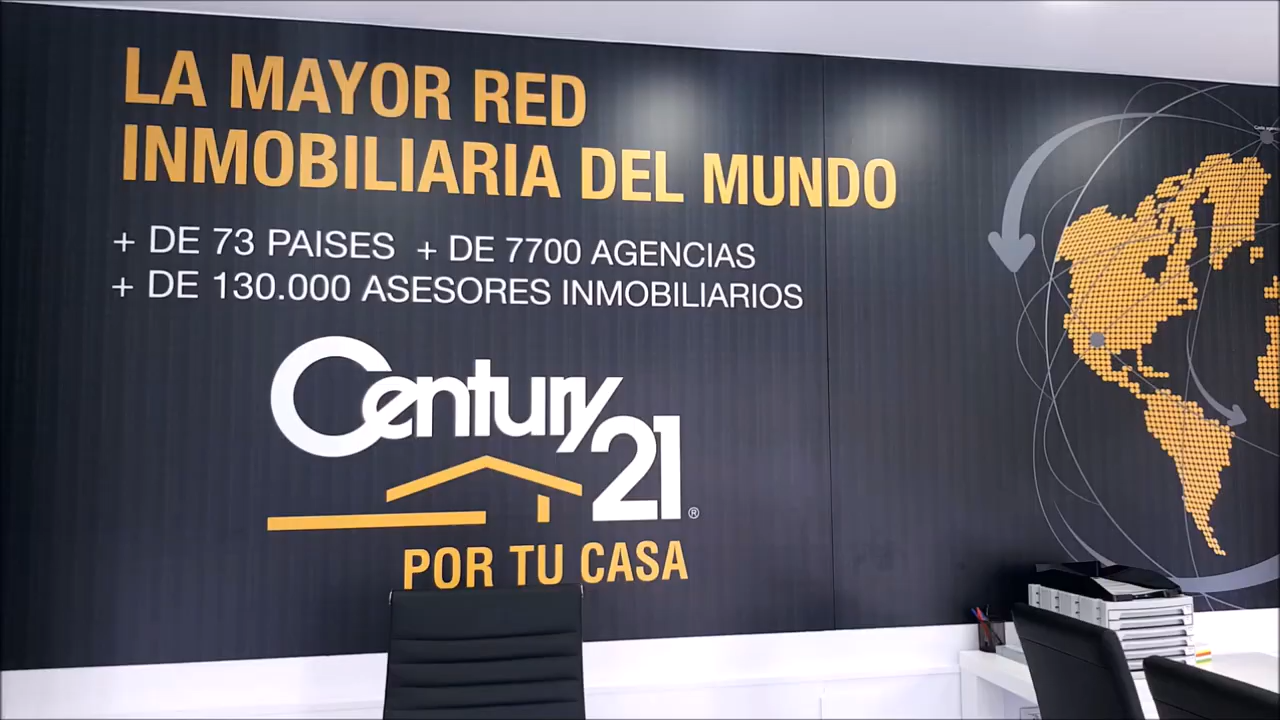 LA MAYOR RED
INMOBILIARIA DEL MUNDO
+ DE 73 PAISES + DE 7700 AGENCIAS
+ DE 130.000 ASESORES INMOBILIARIOS
Century
21®
POR TU CASA